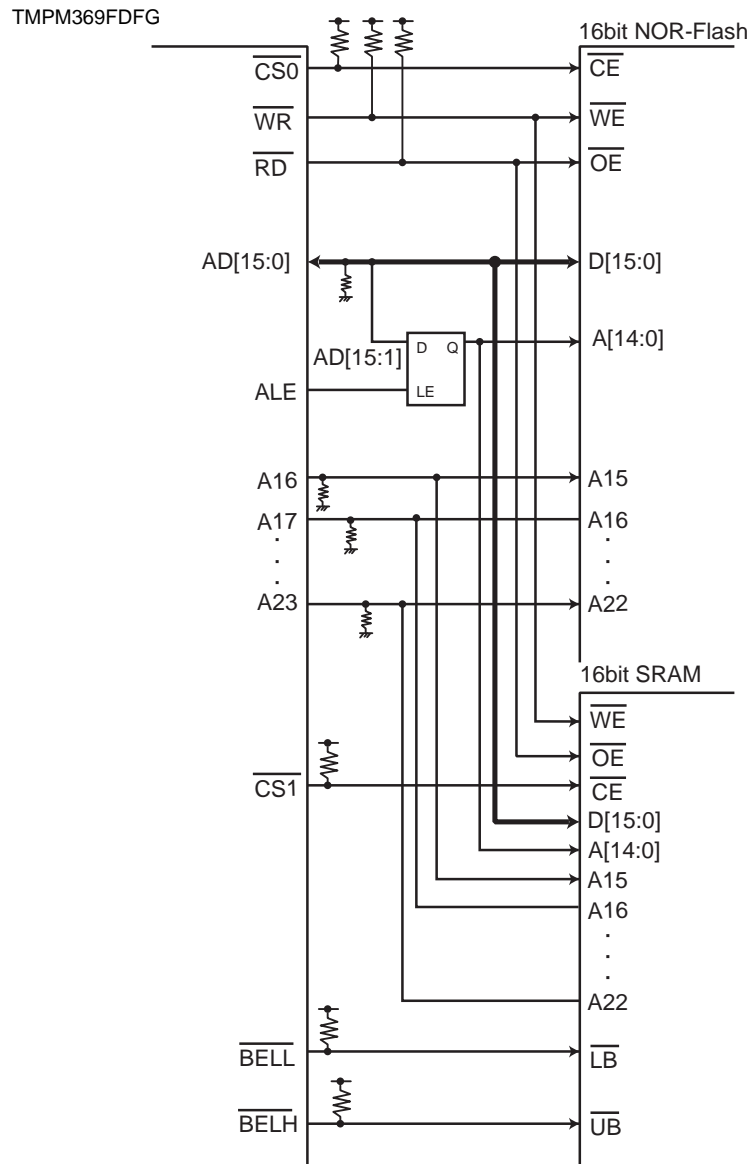 TMPM369FDFG
16bit NOR-Flash
CS0
CE
WR
WE
RD
OE
AD[15:0]
D[15:0]
AD[15:1]
D Q
A[14:0]
ALE
LE
A16
A15
A17
A16
.
.
.
.
.
.
A23
A22
16bit SRAM
WE
OE
CS1
CE
D[15:0]
A[14:0]
A15
A16
.
.
.
A22
BELL
LB
BELH
UB